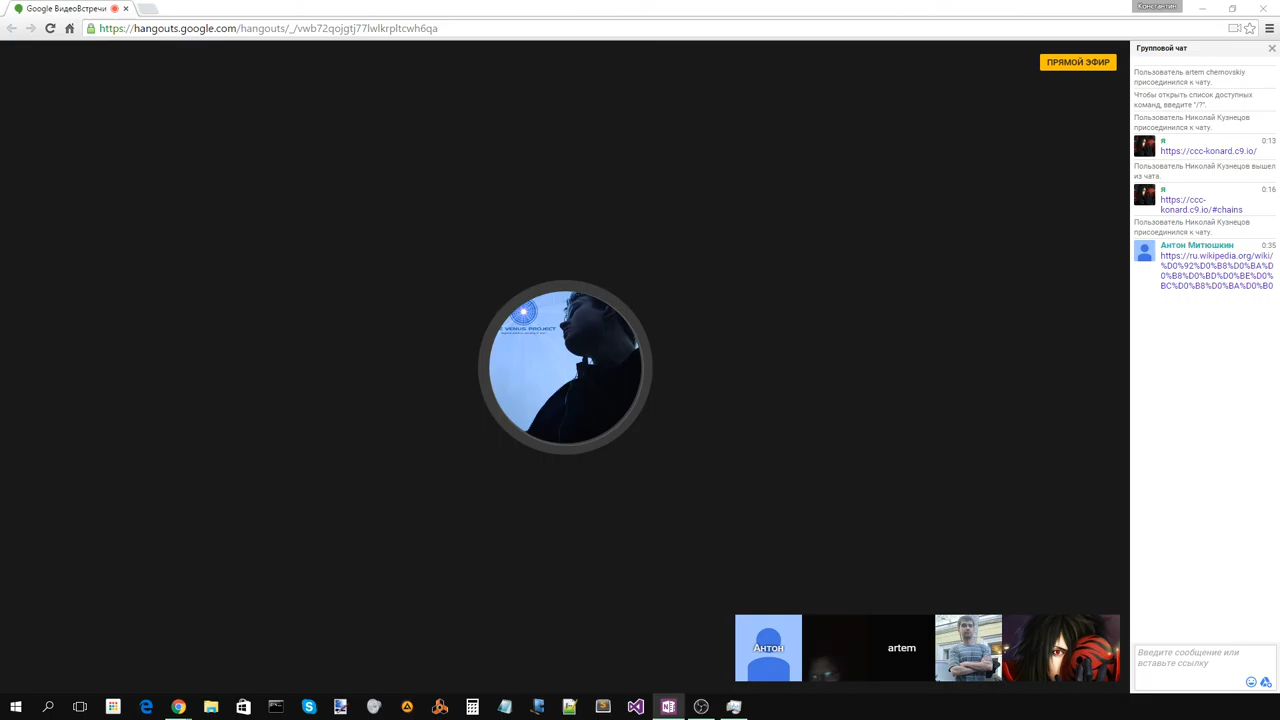 Google ВидеоВстречи
Константин
https://hangouts.google.com/hangouts/_/vwb72qojgtj77lwlkrpltcwh6qa
ПРЯМОЙ ЭФИР
VENUS PROJECT
Антон
artem
Групповой чат
Пользователь artem chernovskiy
присоединился к чату.
Чтобы открыть список доступных
команд, введите "/?".
Пользователь Николай Кузнецов
присоединился к чату.
я 0:13
https://ccc-konard.c9.io/
Пользователь Николай Кузнецов вышел
из чата.
я 0:16
https://ccc-
konard.c9.io/#chains
Пользователь Николай Кузнецов
присоединился к чату.
Антон Митюшкин 0:35
https://ru.wikipedia.org/wiki/
%D0%92%D0%B8%D0%BA%D
0%B8%D0%BD%D0%BE%D0%
BC%D0%B8%D0%BA%D0%B0
Введите сообщение или
вставьте ссылку